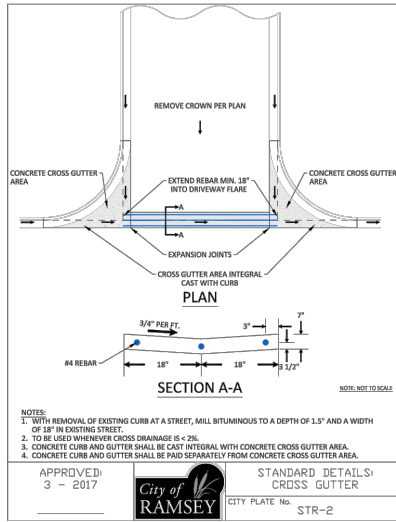 REMOVE CROWN PER PLAN
CONCRETE CROSS GUTTER
AREA
EXTEND REBAR MIN. 18"
INTO DRIVEWAY FLARE
CONCRETE CROSS GUTTER
AREA
A
A
EXPANSION JOINTS
CROSS GUTTER AREA INTEGRAL
CAST WITH CURB
PLAN
3/4" PER FT.
3"
7"
#4 REBAR
18"
18"
3 1/2"
SECTION A-A
NOTE: NOT TO SCALE
NOTES:
1. WITH REMOVAL OF EXISTING CURB AT A STREET, MILL BITUMINOUS TO A DEPTH OF 1.5" AND A WIDTH
OF 18" IN EXISTING STREET.
2. TO BE USED WHENEVER CROSS DRAINAGE IS < 2%.
3. CONCRETE CURB AND GUTTER SHALL BE CAST INTEGRAL WITH CONCRETE CROSS GUTTER AREA.
4. CONCRETE CURB AND GUTTER SHALL BE PAID SEPARATELY FROM CONCRETE CROSS GUTTER AREA.
APPROVED:
3 - 2017
City of
RAMSEY
STANDARD DETAILS:
CROSS GUTTER
CITY PLATE No.
STR-2